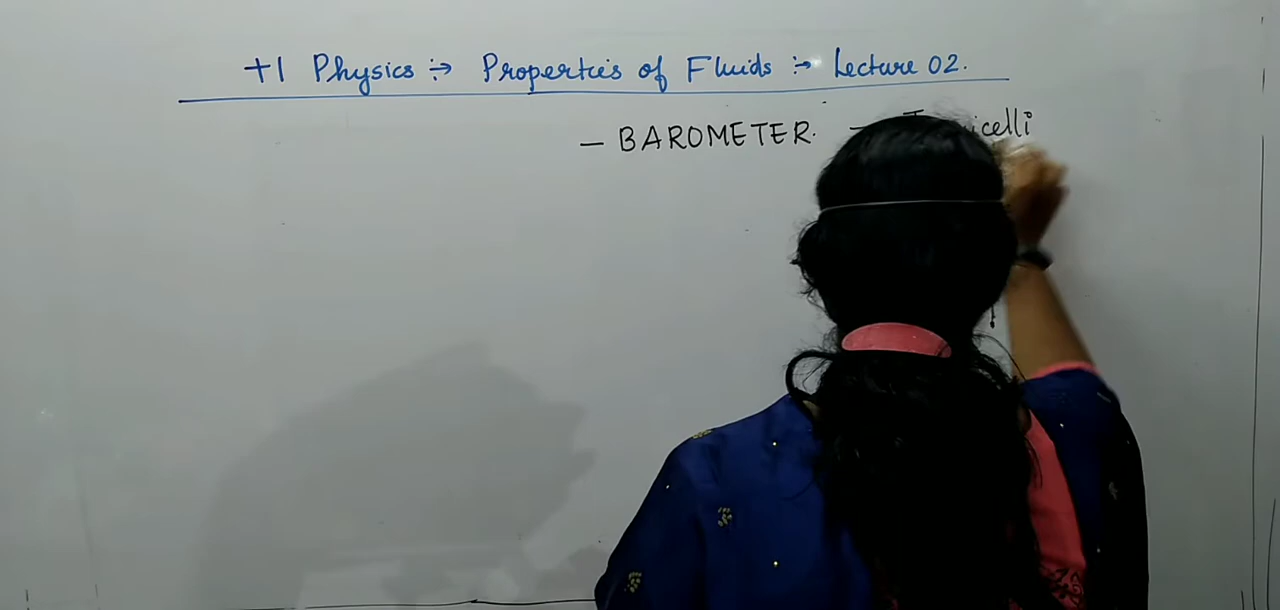 +1 Physics ÷> Properties of Fluids :-> Lecture 02.
— BAROMETER. —